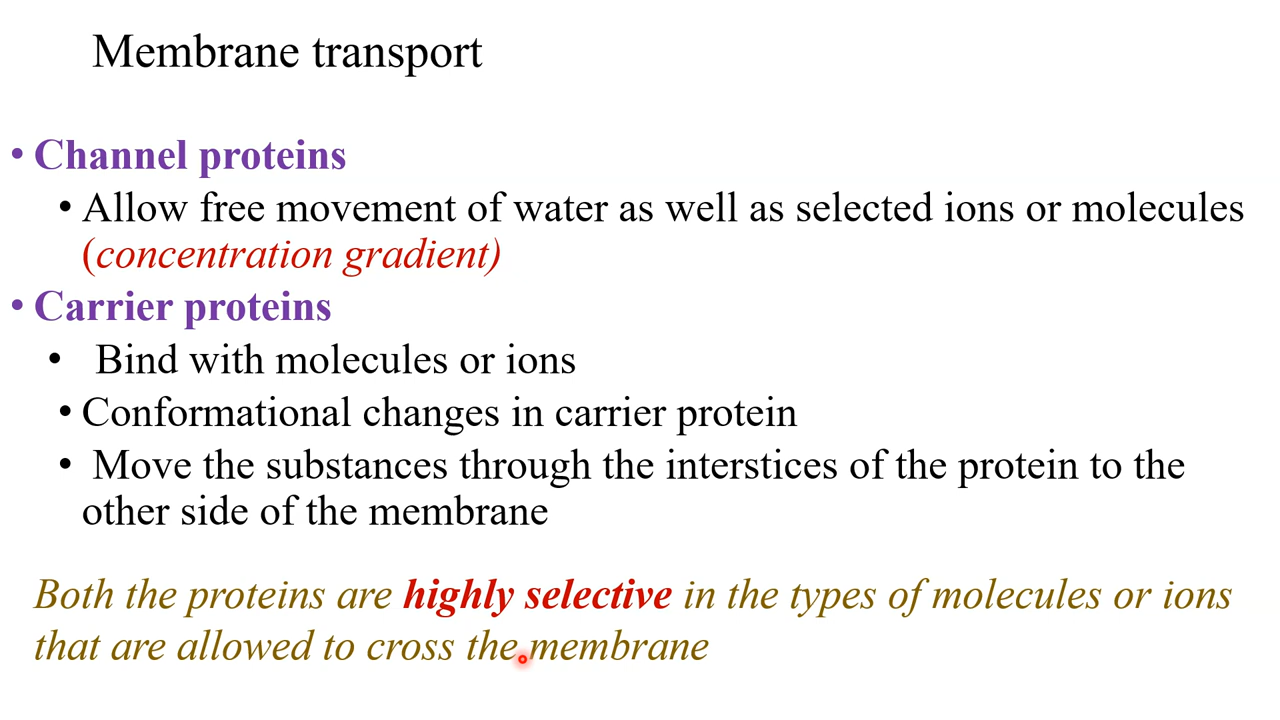 Membrane transport
• Channel proteins
• Allow free movement of water as well as selected ions or molecules
(concentration gradient)
• Carrier proteins
• Bind with molecules or ions
• Conformational changes in carrier protein
• Move the substances through the interstices of the protein to the
other side of the membrane
Both the proteins are highly selective in the types of molecules or ions
that are allowed to cross the membrane